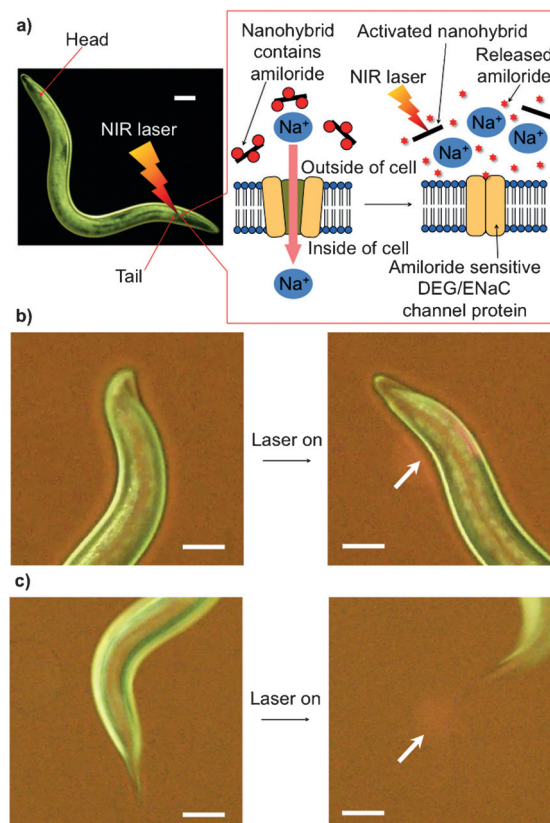 a)
Head
NIR laser
Tail
Nanohybrid
contains
amiloride
Na+
Outside of cell
Inside of cell
Na+
Activated nanohybrid
NIR
laser
Released
amiloride
Na+
Na+
Na+
Amiloride sensitive
DEG/ENaC
channel protein
b)
Laser on
c)
Laser on